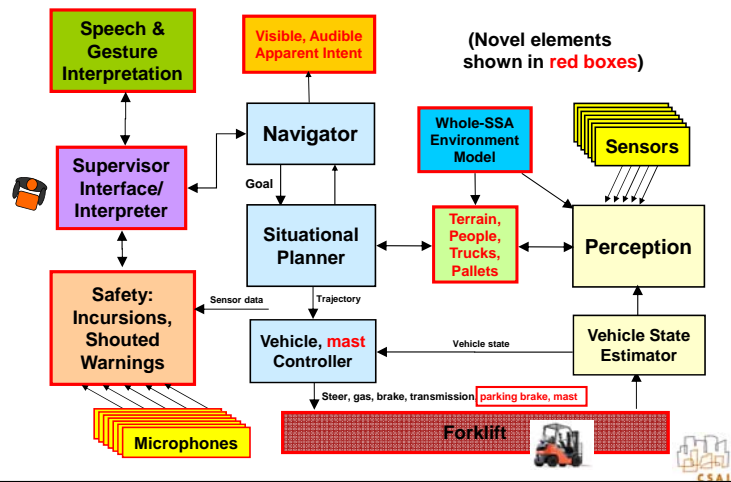 Speech &
Gesture
Interpretation
Visible, Audible
Apparent Intent
(Novel elements
shown in red boxes)
Navigator
Whole-SSA
Environment
Model
Sensors
Supervisor
Interface/
Interpreter
Goal
Situational
Planner
Terrain,
People,
Trucks,
Pallets
Perception
Safety:
Incursions,
Shouted
Warnings
Sensor data
Trajectory
Vehicle, mast
Controller
Vehicle state
Vehicle State
Estimator
Steer, gas, brake, transmission, parking brake, mast
Microphones
Forklift
CSAIL